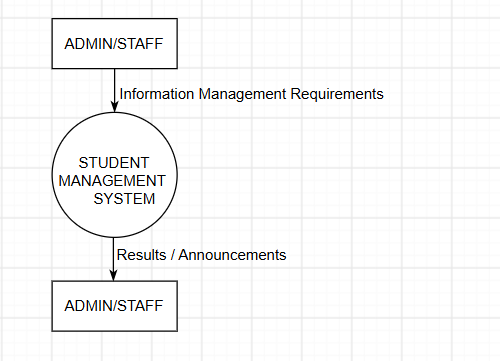 ADMIN/STAFF
Information Management Requirements
STUDENT
MANAGEMENT
SYSTEM
Results / Announcements
ADMIN/STAFF